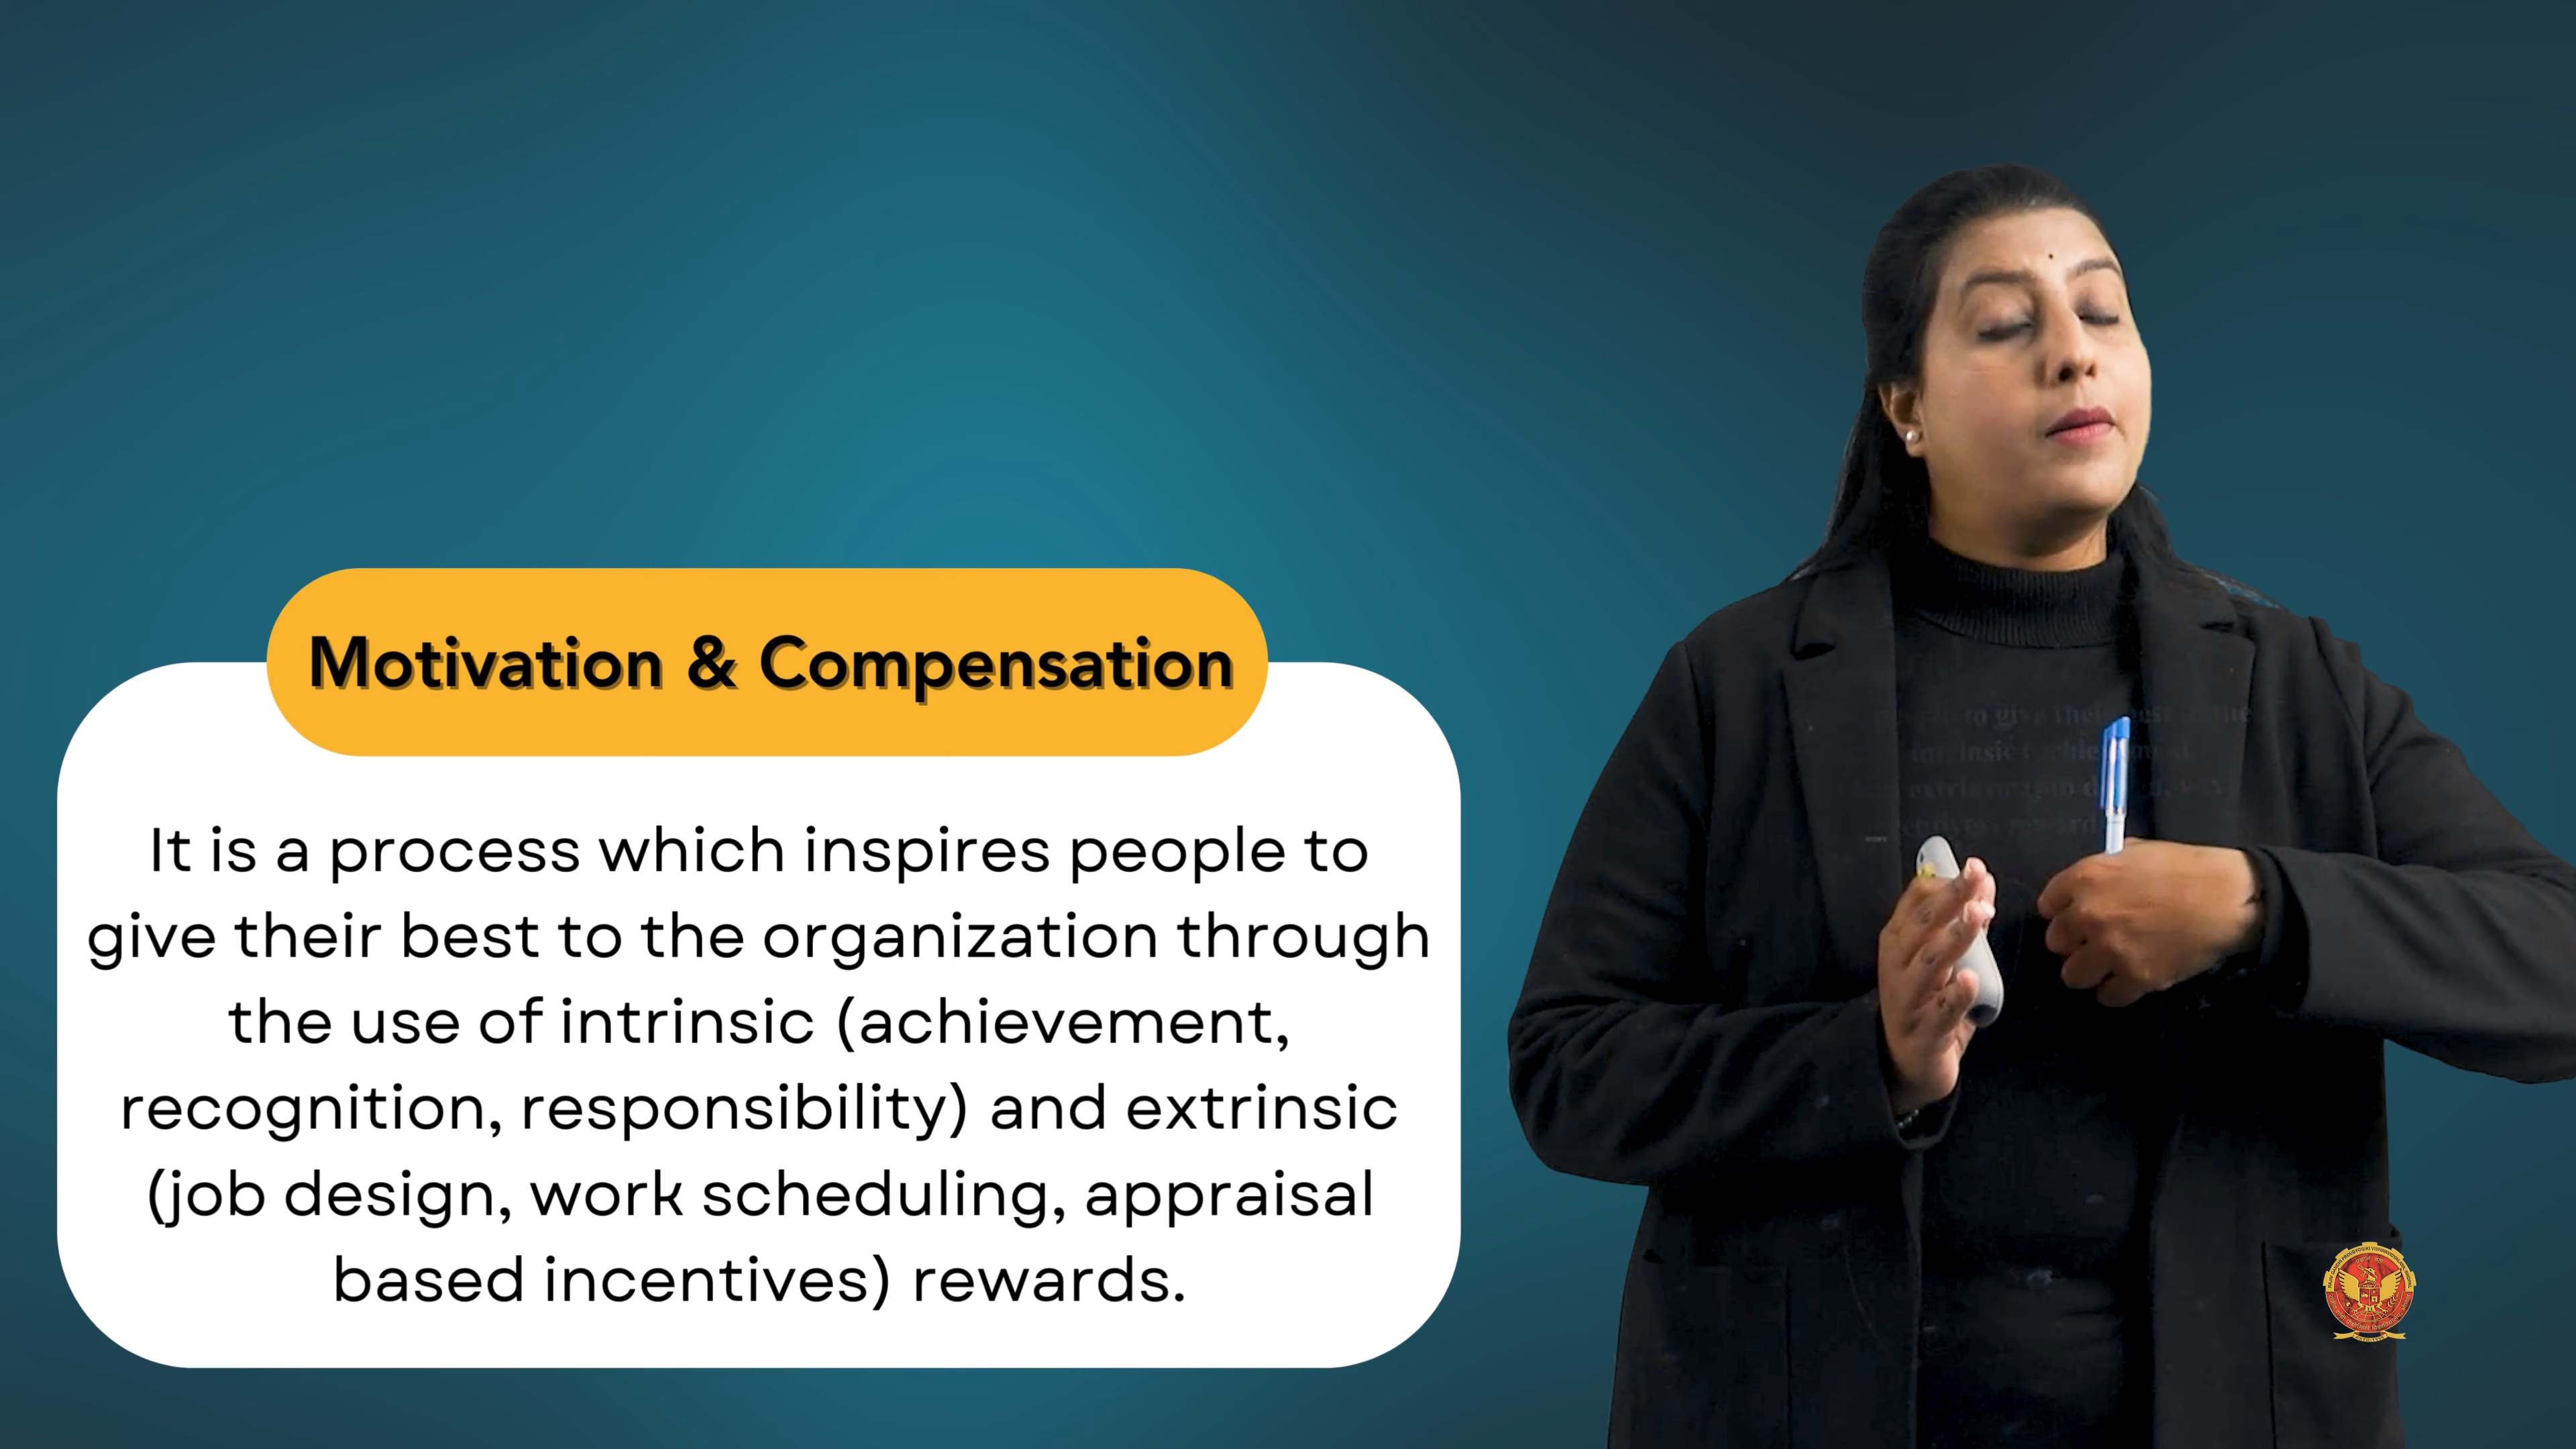 Motivation & Compensation
It is a process which inspires people to
give their best to the organization through
the use of intrinsic (achievement,
recognition, responsibility) and extrinsic
(job design, work scheduling, appraisal
based incentives) rewards.